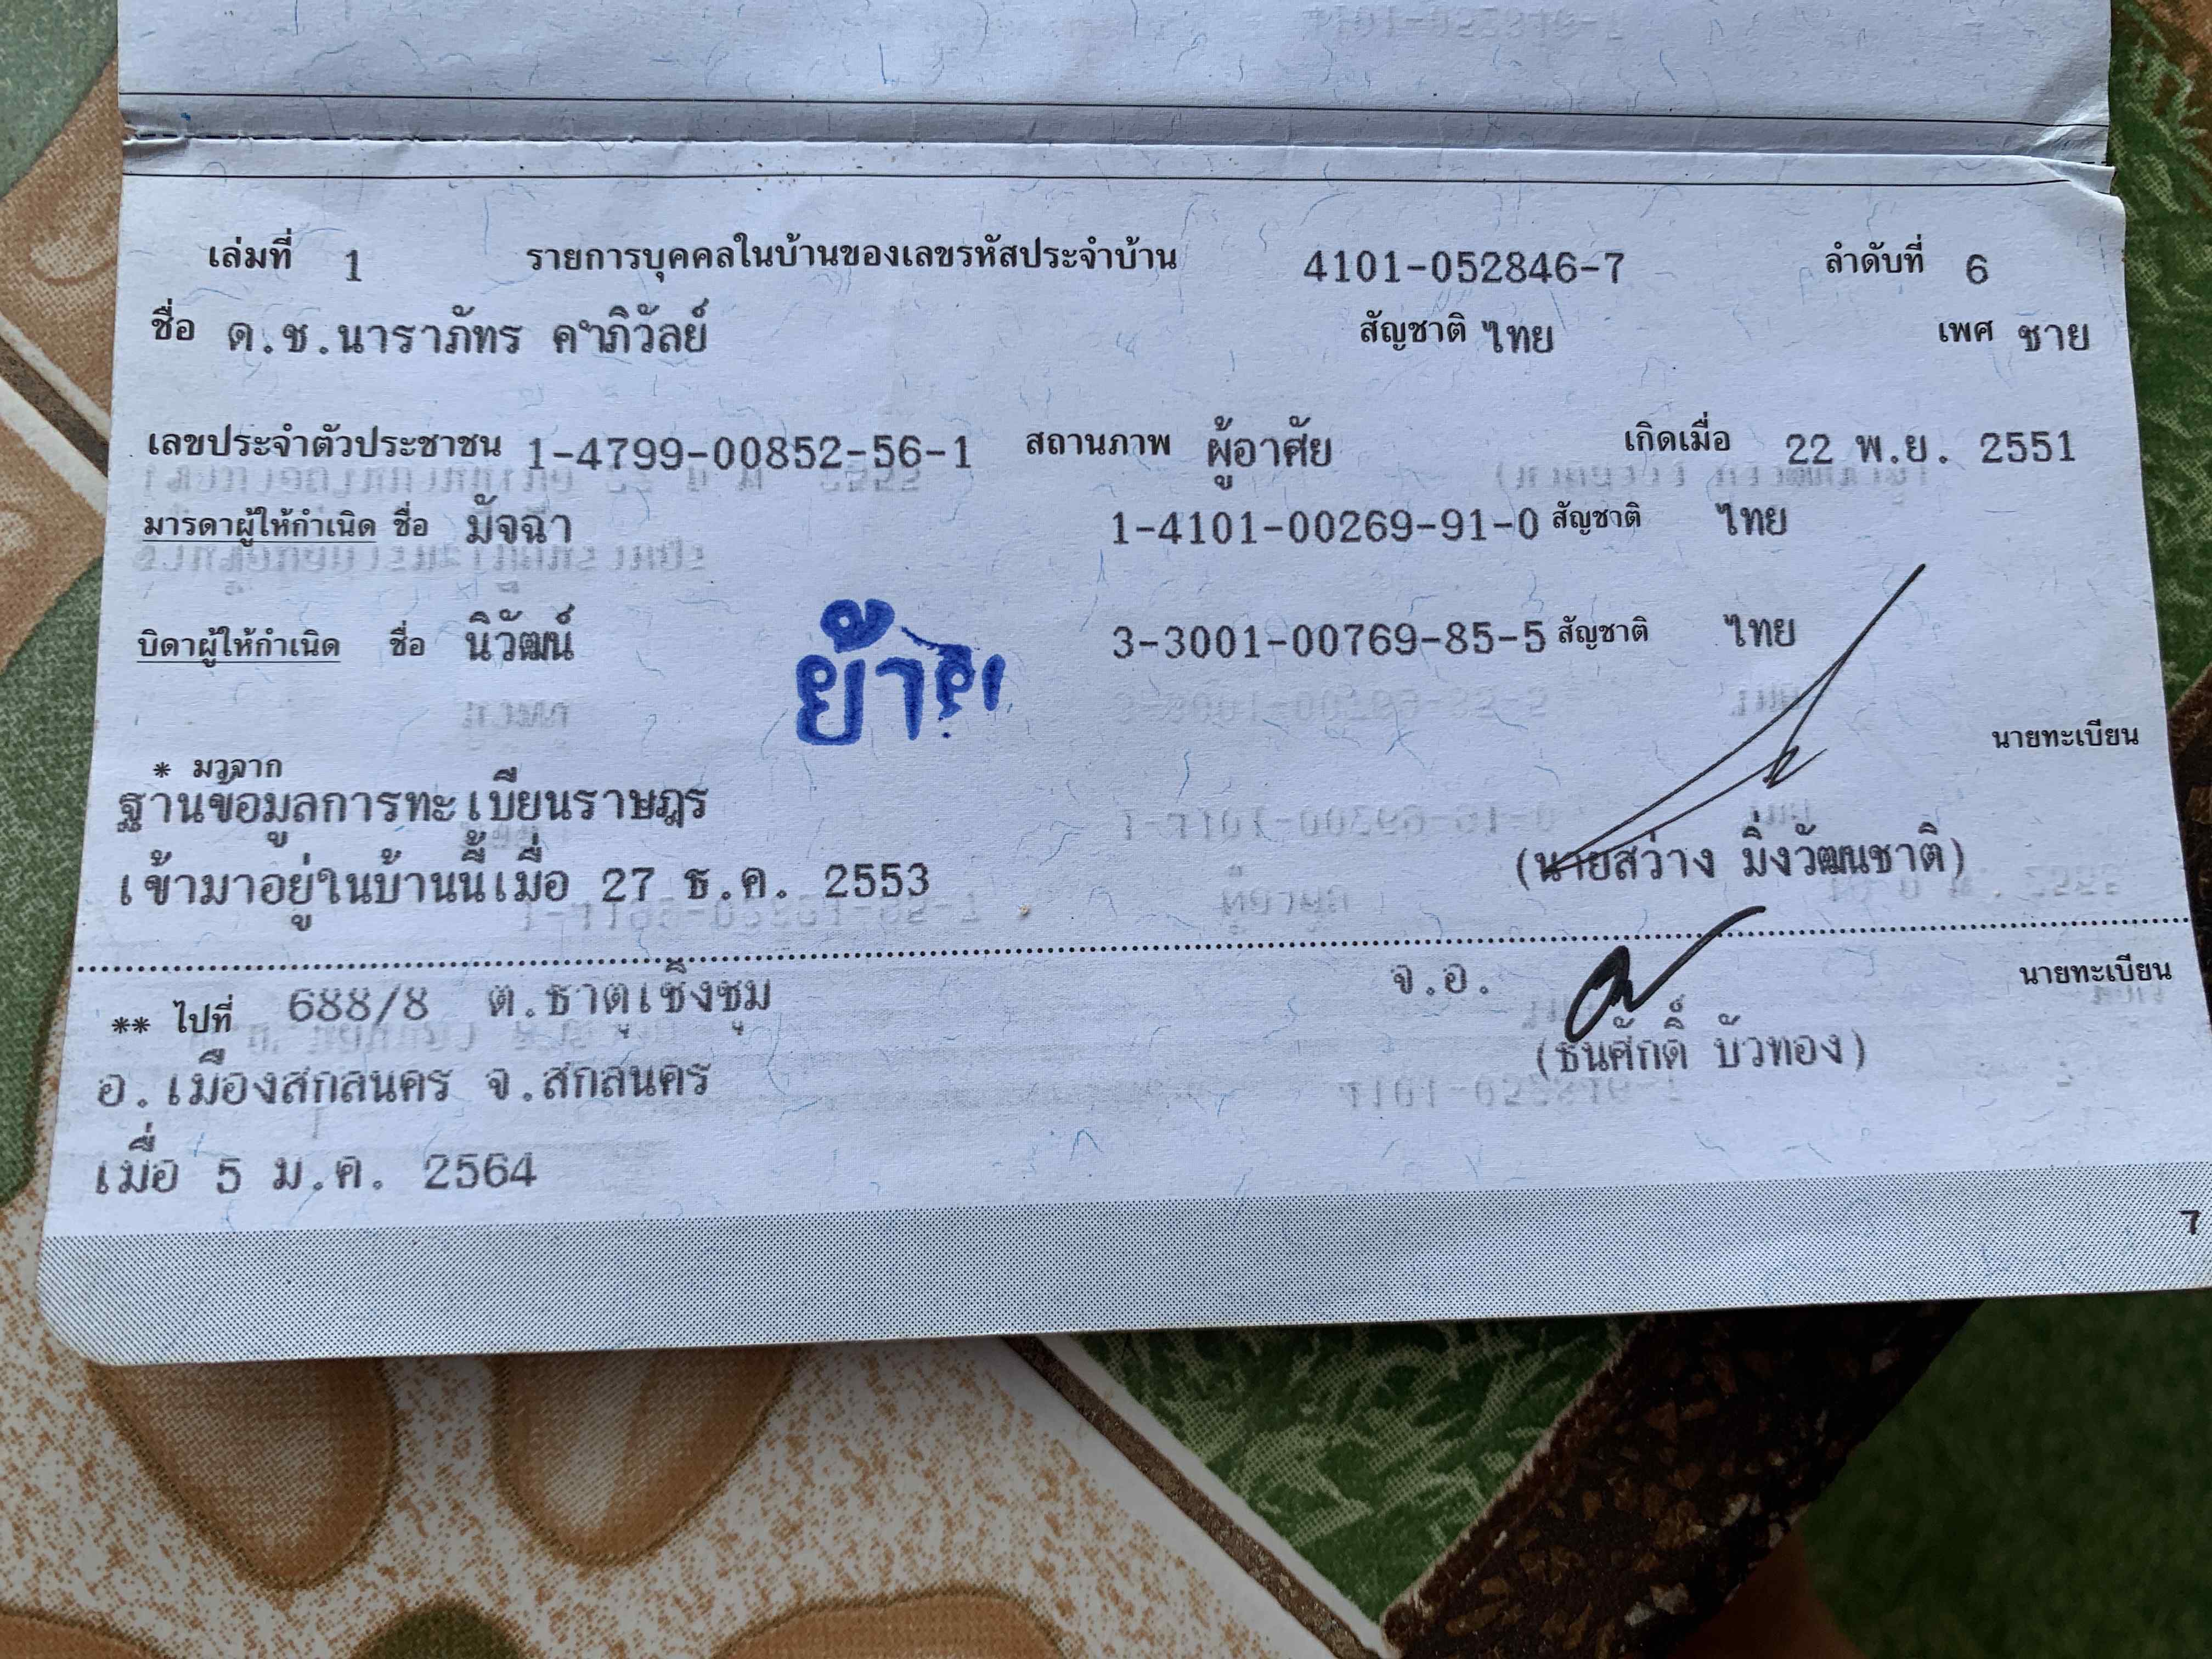 เล่มที่ 1 รายการบุคคลในบ้านของเลขรหัสประจำบ้าน 4101-052846-7 ลำดับที่ 6
ชื่อ ด.ช.นาราภัทร คำภิวัลย์ สัญชาติ ไทย เพศ ชาย
เลขประจำตัวประชาชน 1-4799-00852-56-1 สถานภาพ ผู้อาศัย เกิดเมื่อ 22 พ.ย. 2551
มารดาผู้ให้กำเนิด ชื่อ มัจฉา 1-4101-00269-91-0 สัญชาติ ไทย
บิดาผู้ให้กำเนิด ชื่อ นิวัฒน์ 3-3001-00769-85-5 สัญชาติ ไทย
ย้าย
นายทะเบียน
* มาจาก
ฐานข้อมูลการทะเบียนราษฎร
(นายสว่าง มิ่งวัฒนชาติ)
เข้ามาอยู่ในบ้านนี้เมื่อ 27 ธ.ค. 2553
** ไปที่ 688/8 ต.ธาตุเชิงชุม จ.อ. นายทะเบียน
(ธนศักดิ์ บัวทอง)
อ.เมืองสกลนคร จ.สกลนคร
เมื่อ 5 ม.ค. 2564
7